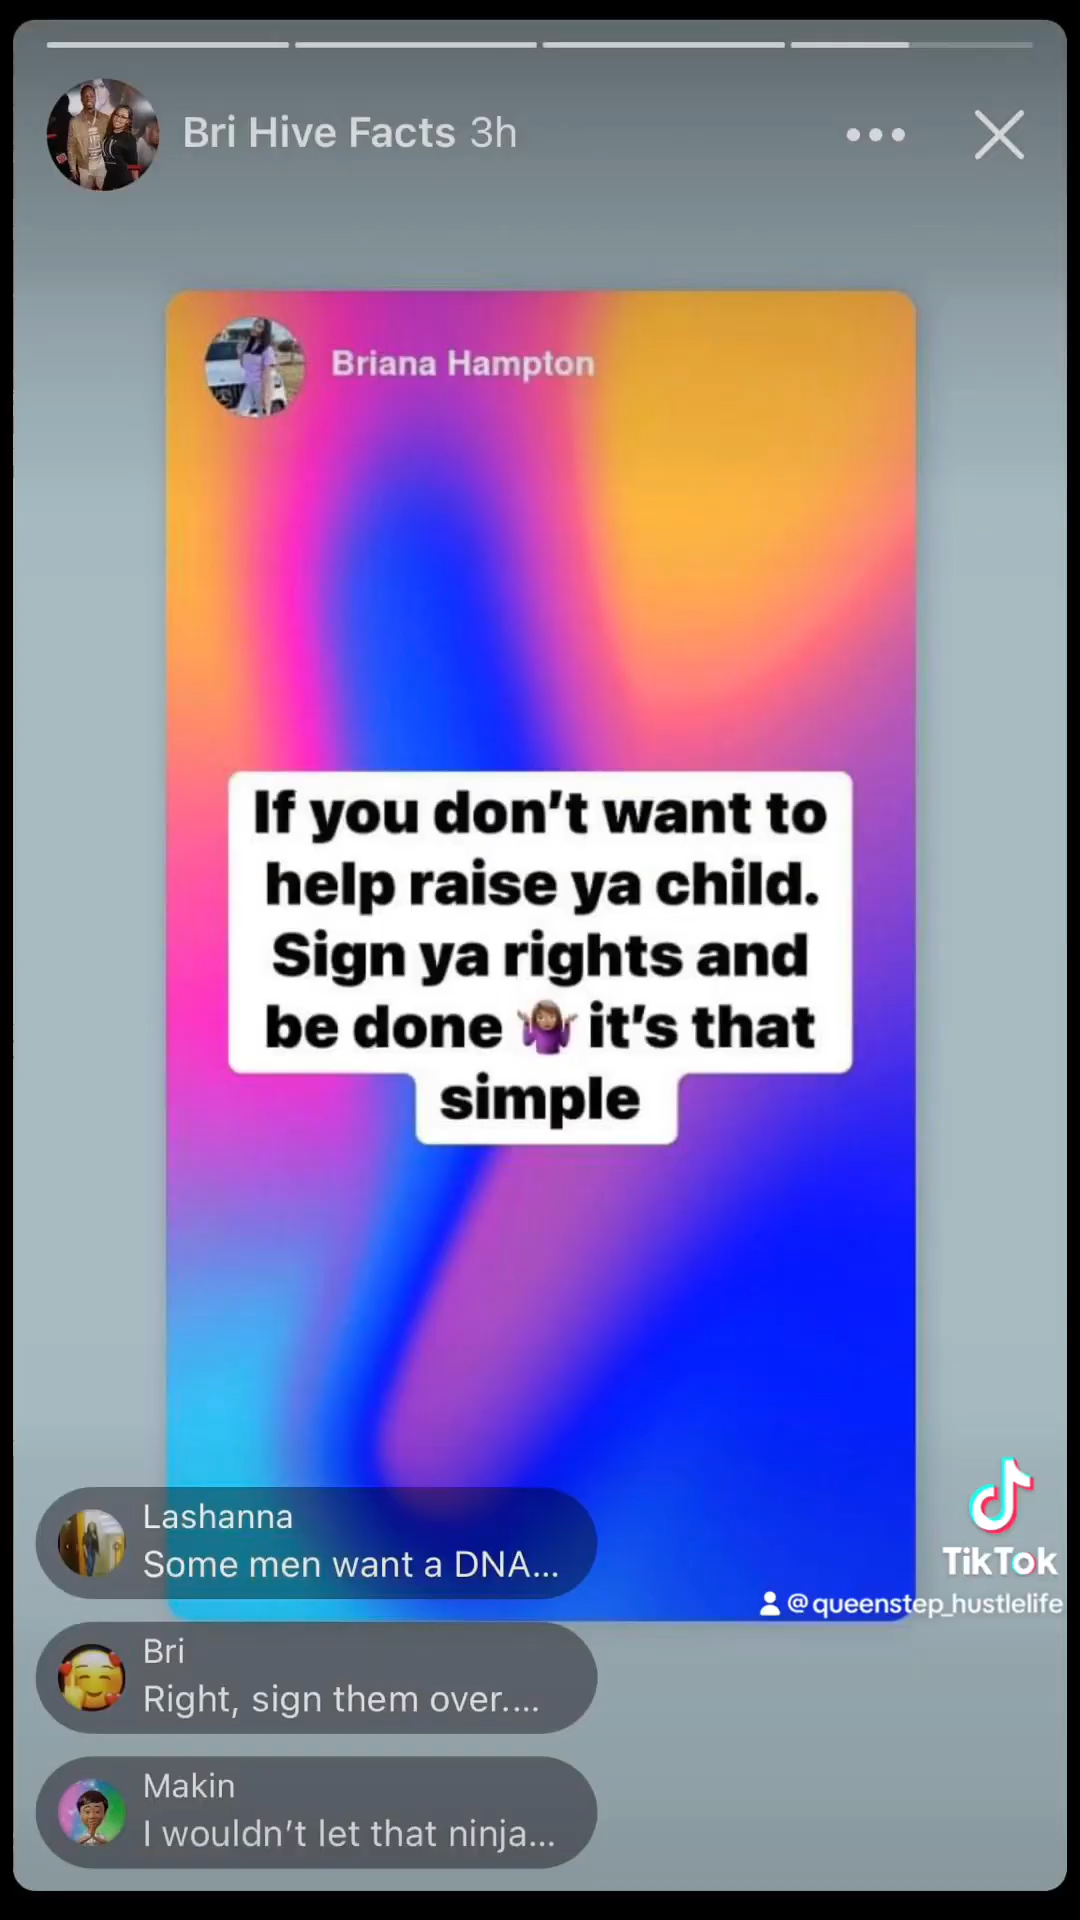 Bri Hive Facts 3h
Briana Hampton
If you don't want to
help raise ya child.
Sign ya rights and
be done 🤷🏽‍♀️ it's that
simple
Lashanna
Some men want a DNA...
TikTok
@queenstep_hustlelife
Bri
Right, sign them over....
Makin
I wouldn't let that ninja...